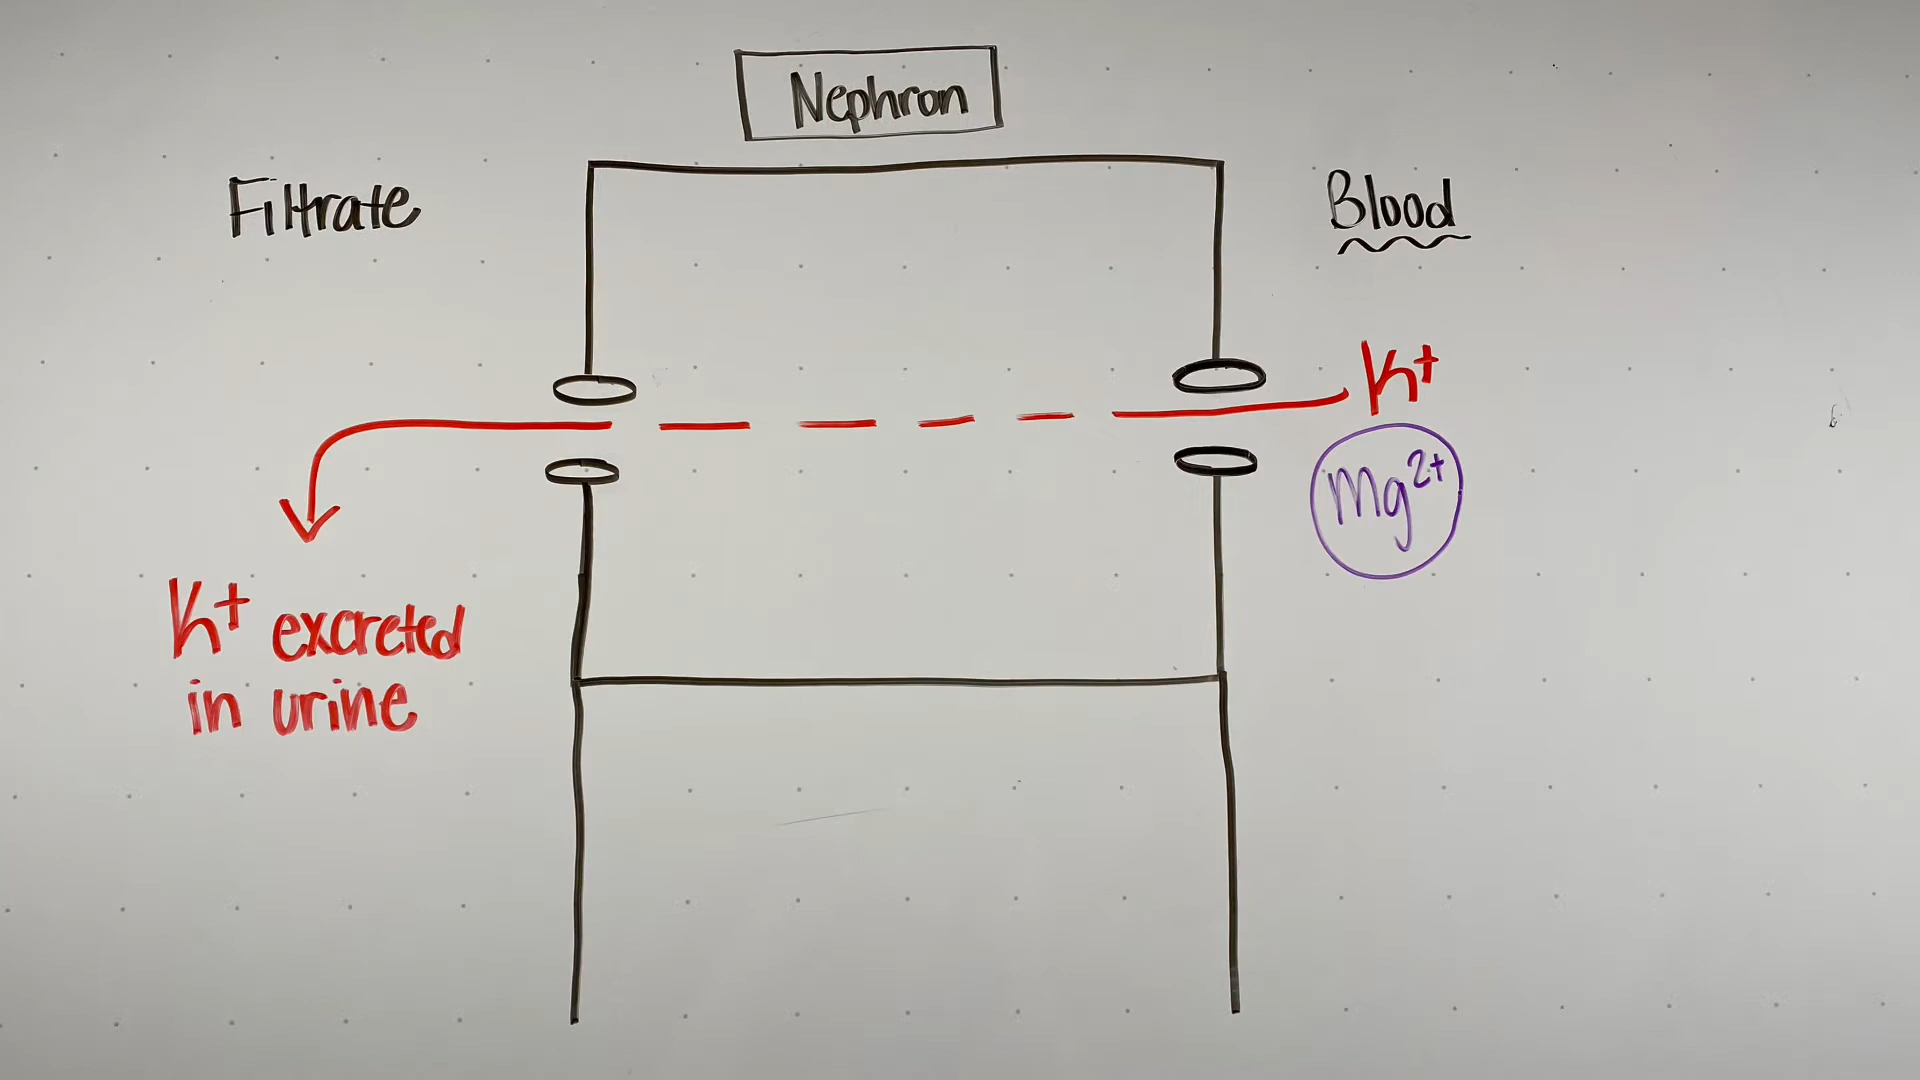 Nephron
Filtrate
Blood
K+
Mg2+
K+ excreted
in urine